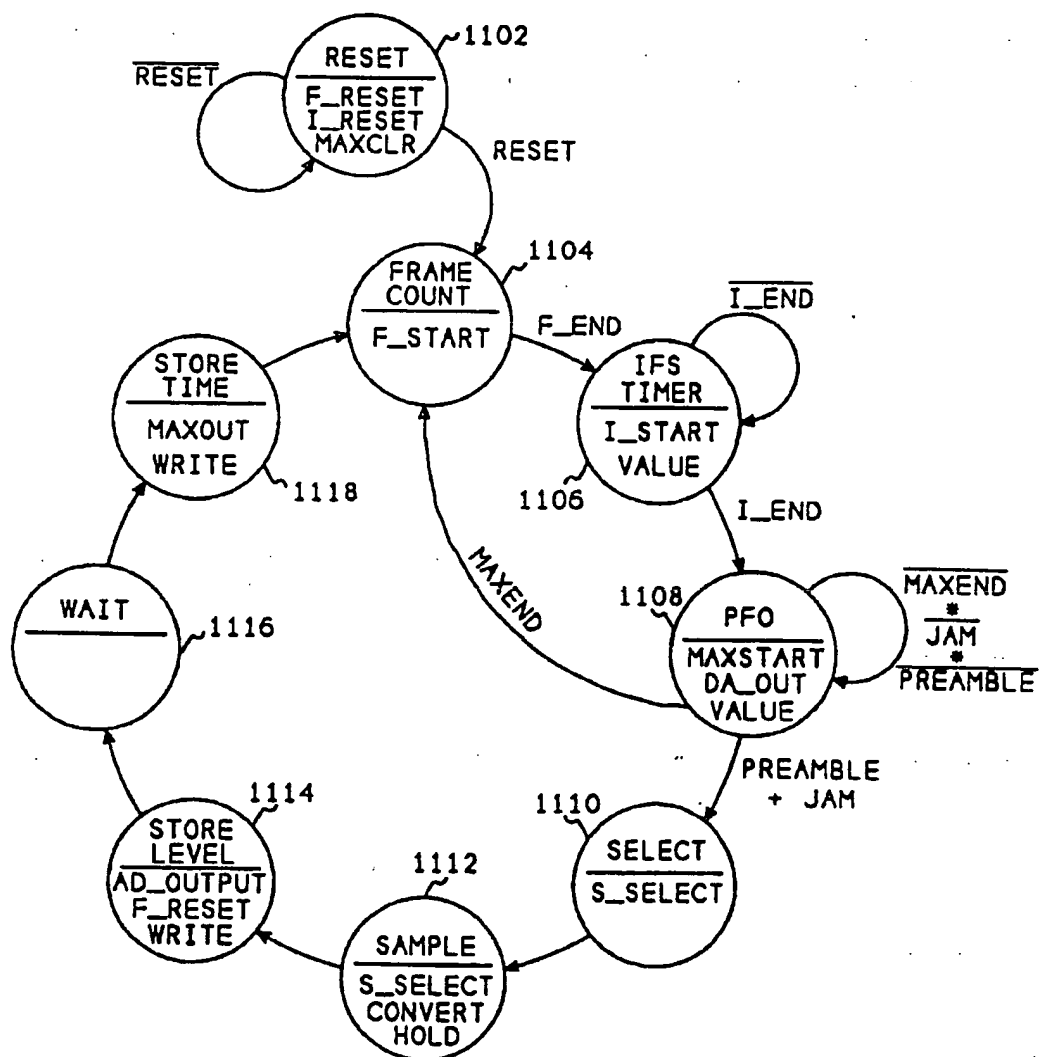 1102
RESET
F_RESET
I_RESET
MAXCLR
RESET
RESET
1104
FRAME
COUNT
F_START
F_END
I_END
IFS
TIMER
I_START
VALUE
1106
I_END
STORE
TIME
MAXOUT
WRITE
1118
MAXEND
1108
PFO
MAXSTART
DA_OUT
VALUE
MAXEND
*
JAM
*
PREAMBLE
WAIT
1116
PREAMBLE
+ JAM
1110
SELECT
S_SELECT
1114
STORE
LEVEL
AD_OUTPUT
F_RESET
WRITE
1112
SAMPLE
S_SELECT
CONVERT
HOLD